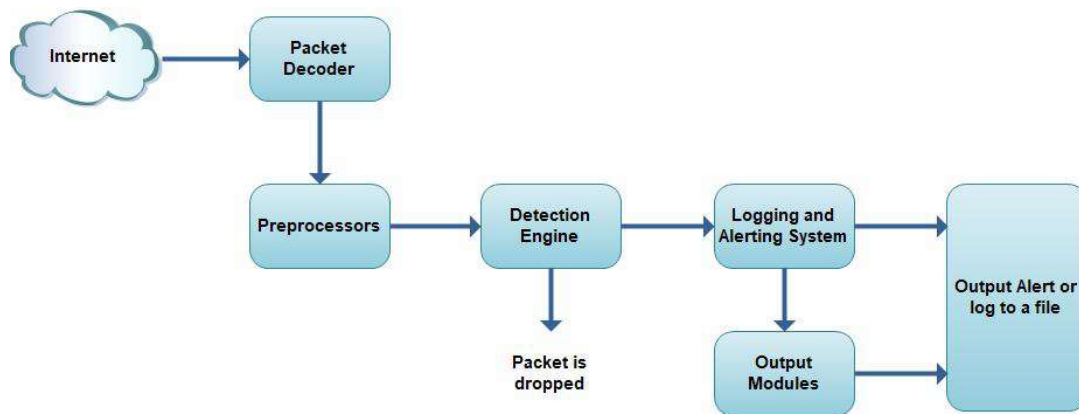 Internet
Packet
Decoder
Preprocessors
Detection
Engine
Logging and
Alerting System
Output Alert or
log to a file
Packet is
dropped
Output
Modules